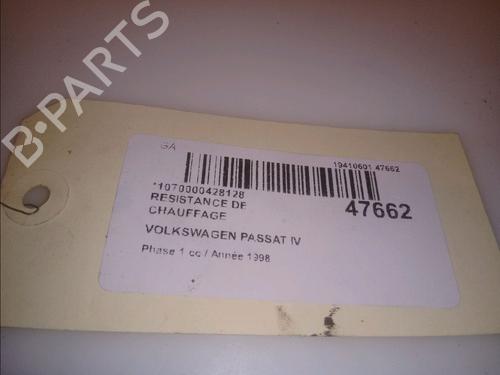 B-PARTS
GA
19410601 47662
*1070000428128
RESISTANCE DE
CHAUFFAGE
47662
VOLKSWAGEN PASSAT IV
Phase 1 cc / Année 1998